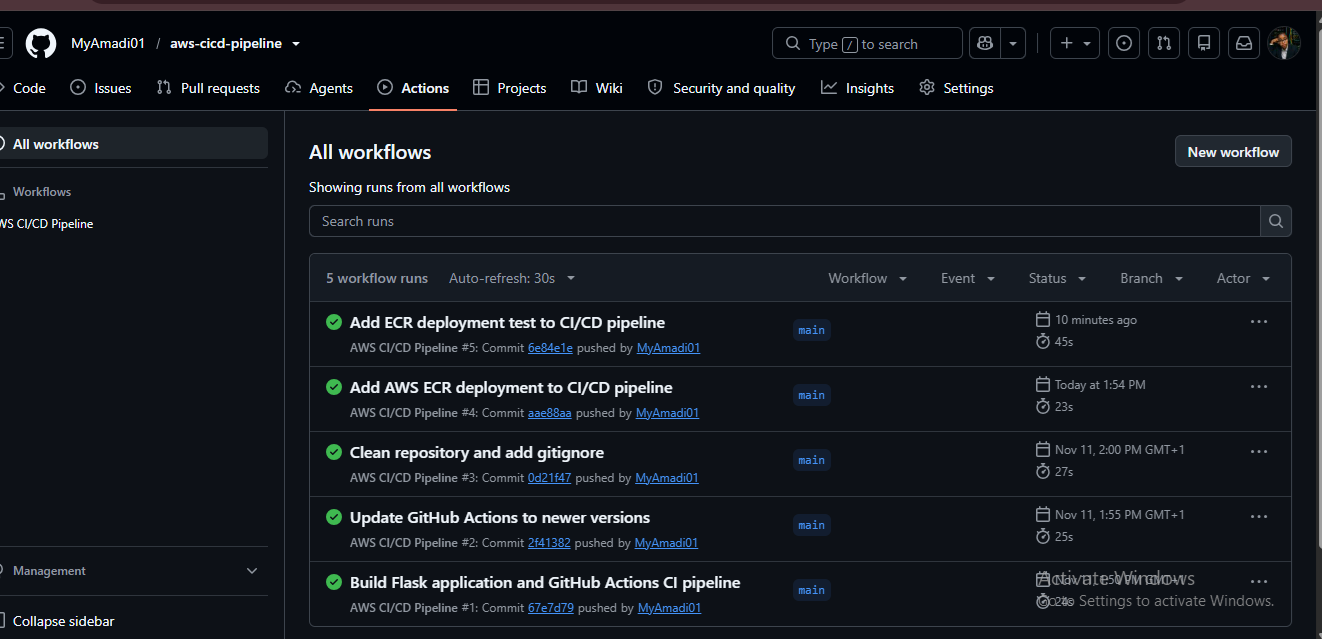 MyAmadi01 / aws-cicd-pipeline
Type / to search
Code Issues Pull requests Agents Actions Projects Wiki Security and quality Insights Settings
All workflows
Workflows
WS CI/CD Pipeline
Management
Collapse sidebar
All workflows
New workflow
Showing runs from all workflows
Search runs
5 workflow runs Auto-refresh: 30s Workflow Event Status Branch Actor
Add ECR deployment test to CI/CD pipeline
main
10 minutes ago
AWS CI/CD Pipeline #5: Commit 6e84e1e pushed by MyAmadi01
45s
Add AWS ECR deployment to CI/CD pipeline
main
Today at 1:54 PM
AWS CI/CD Pipeline #4: Commit aae88aa pushed by MyAmadi01
23s
Clean repository and add gitignore
main
Nov 11, 2:00 PM GMT+1
AWS CI/CD Pipeline #3: Commit 0d21f47 pushed by MyAmadi01
27s
Update GitHub Actions to newer versions
main
Nov 11, 1:55 PM GMT+1
AWS CI/CD Pipeline #2: Commit 2f41382 pushed by MyAmadi01
25s
Build Flask application and GitHub Actions CI pipeline
main
Nov 11, 1:50 PM GMT+1
AWS CI/CD Pipeline #1: Commit 67e7d79 pushed by MyAmadi01
24s
Activate Windows
Go to Settings to activate Windows.